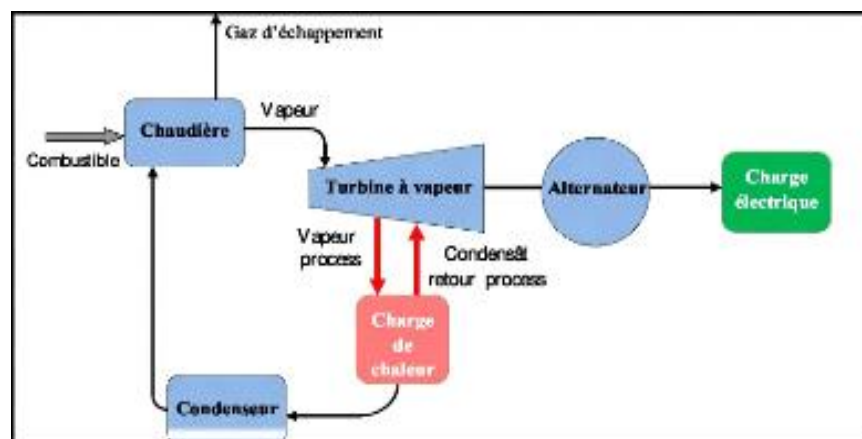 Gaz d'échappement
Vapeur
Chaudière
Combustible
Turbine à vapeur
Alternateur
Charge
électrique
Vapeur
process
Condensât
retour process
Charge
de
chaleur
Condenseur